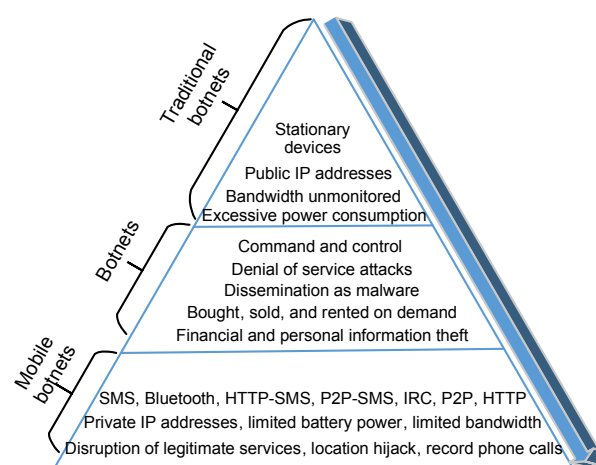 Traditional
botnets
Stationary
devices
Public IP addresses
Bandwidth unmonitored
Excessive power consumption
Botnets
Command and control
Denial of service attacks
Dissemination as malware
Bought, sold, and rented on demand
Financial and personal information theft
Mobile
botnets
SMS, Bluetooth, HTTP-SMS, P2P-SMS, IRC, P2P, HTTP
Private IP addresses, limited battery power, limited bandwidth
Disruption of legitimate services, location hijack, record phone calls